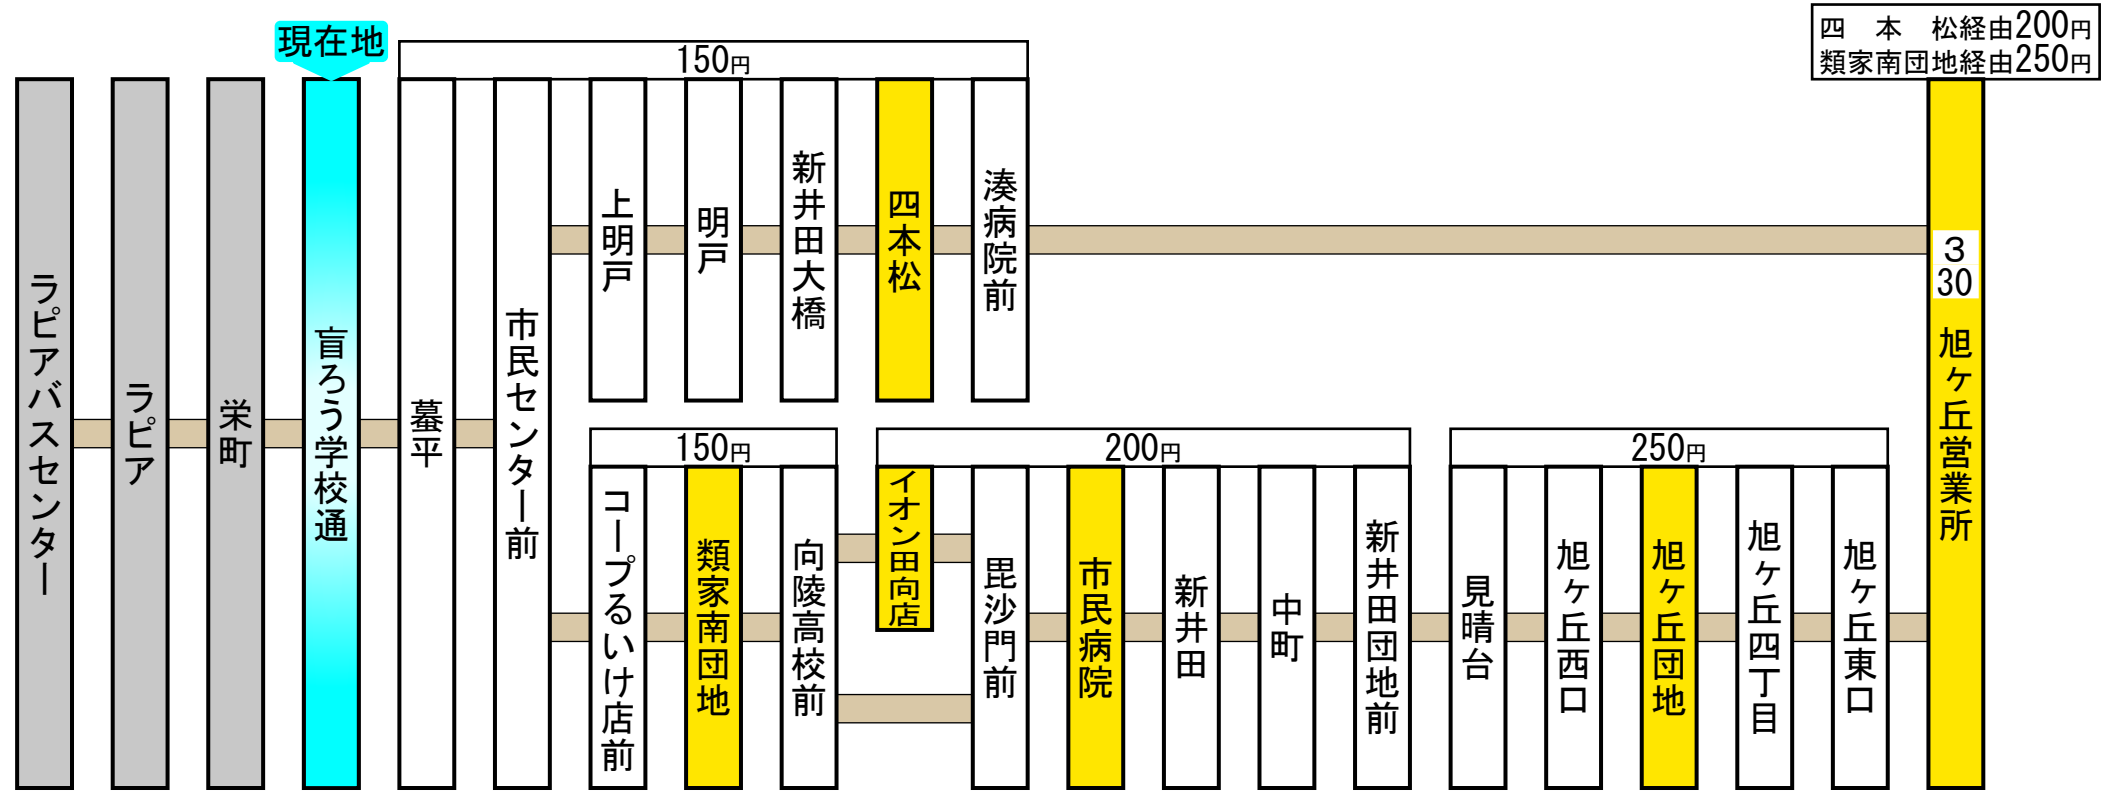 現在地
150円
四本松経由200円
類家南団地経由250円
ラピアバスセンター
ラピア
栄町
盲ろう学校通
蟇平
市民センター前
上明戸
明戸
新井田大橋
四本松
湊病院前
3
30
旭ヶ丘営業所
150円
コープるいけ店前
類家南団地
向陵高校前
200円
イオン田向店
毘沙門前
市民病院
新井田
中町
新井田団地前
250円
見晴台
旭ヶ丘西口
旭ヶ丘団地
旭ヶ丘四丁目
旭ヶ丘東口